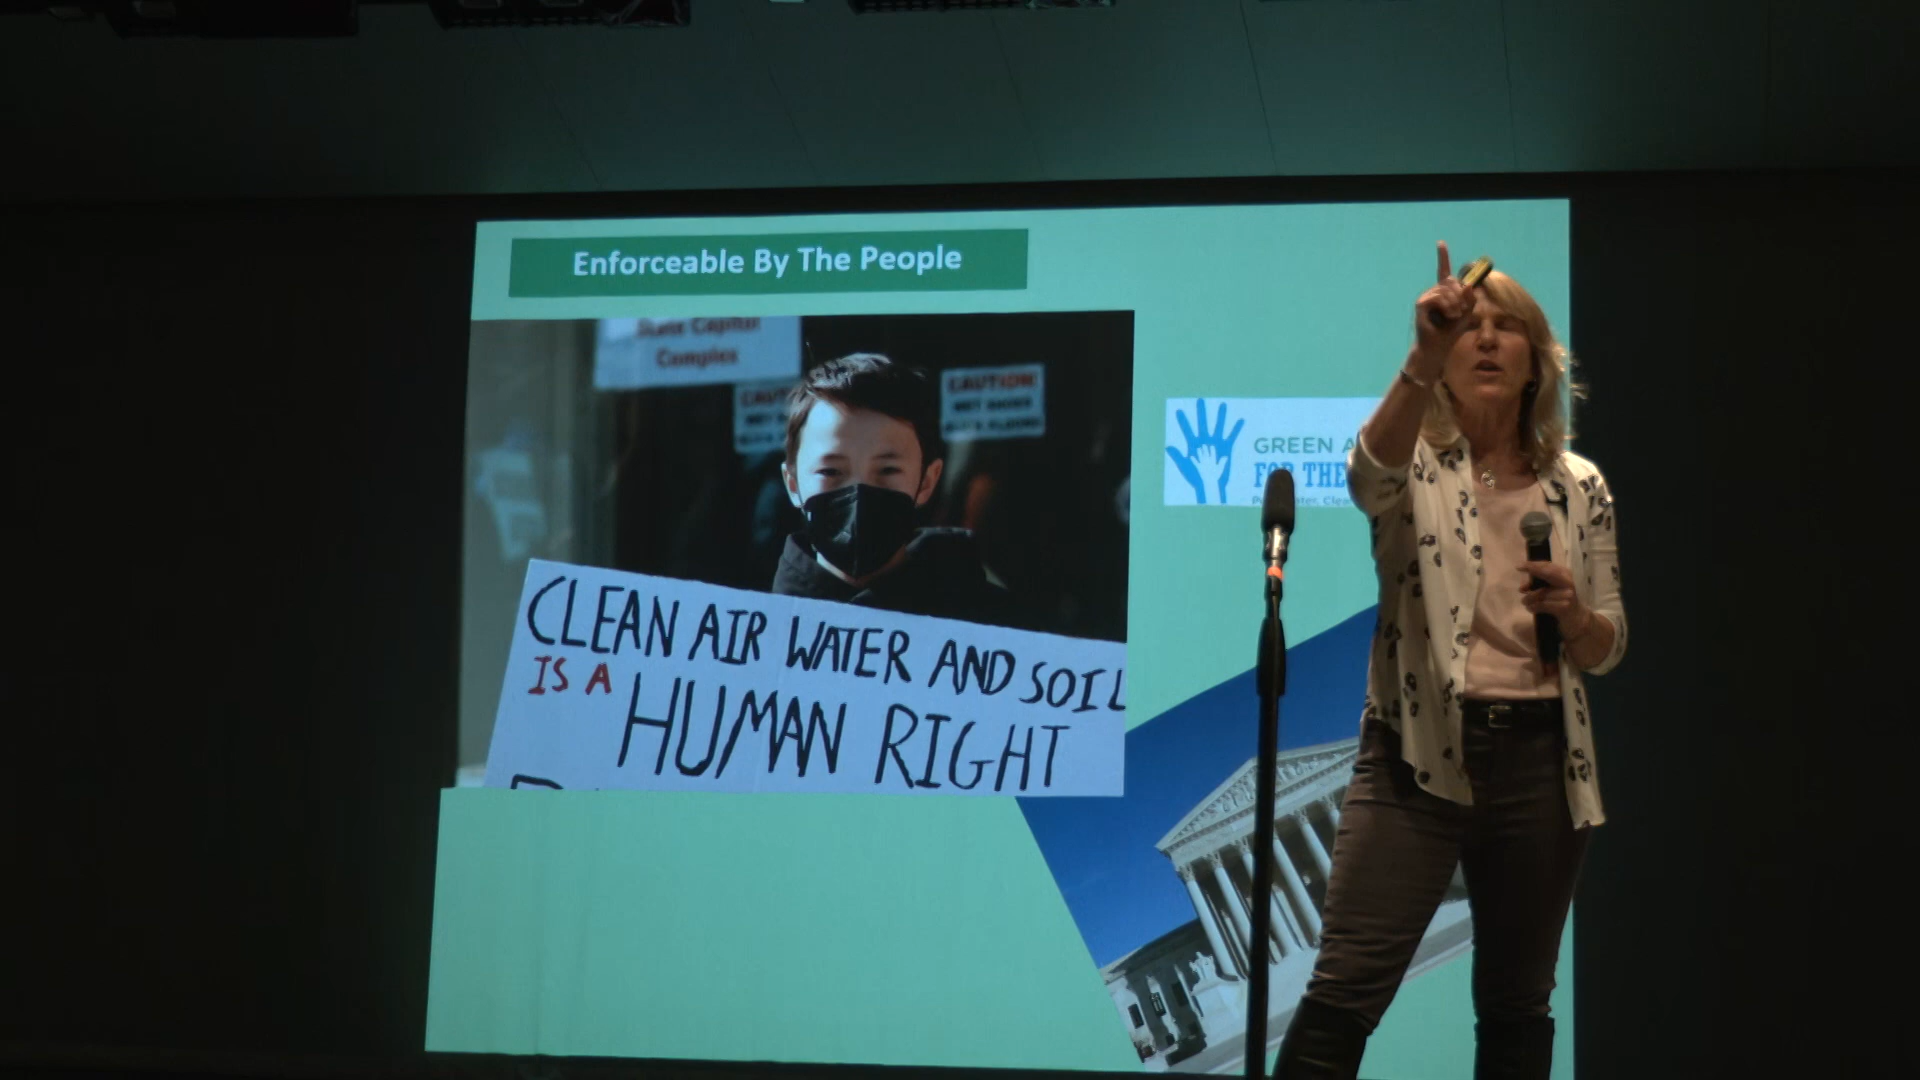 Enforceable By The People
State Capitol
Complex
CAUTION
WET
CLEAN AIR WATER AND SOIL
IS A HUMAN RIGHT
GREEN
FOR THE